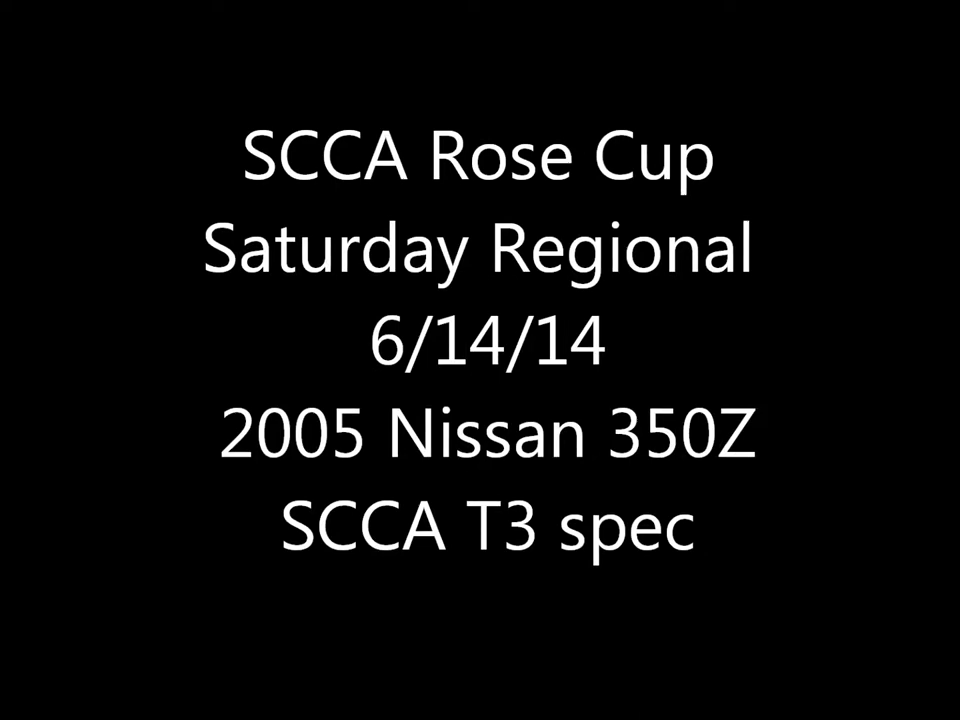 SCCA Rose Cup
Saturday Regional
6/14/14
2005 Nissan 350Z
SCCA T3 spec